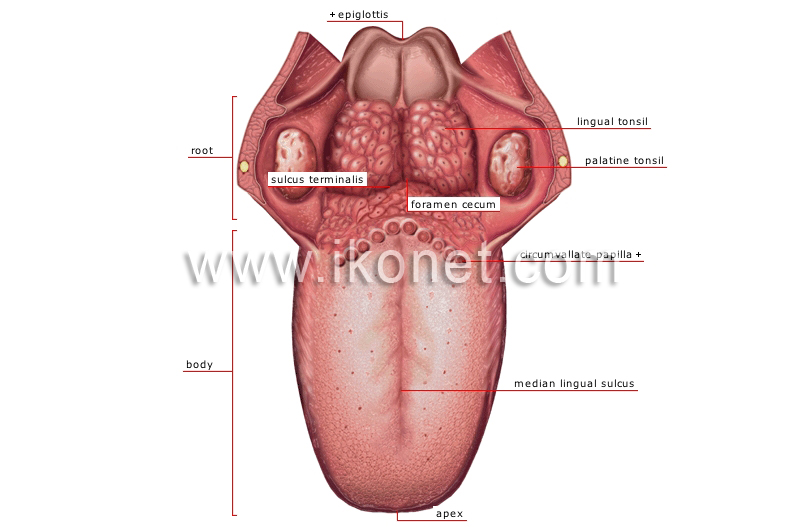 + epiglottis
lingual tonsil
root
palatine tonsil
sulcus terminalis
foramen cecum
circumvallate papilla +
www.ikonet.com
body
median lingual sulcus
apex